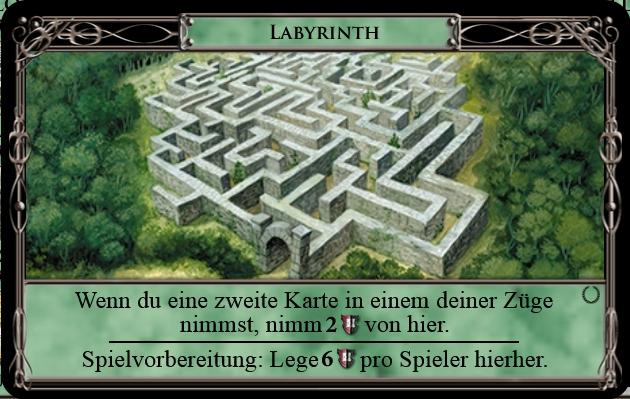 LABYRINTH
Wenn du eine zweite Karte in einem deiner Züge
nimmst, nimm 2 von hier.
Spielvorbereitung: Lege 6 pro Spieler hierher.